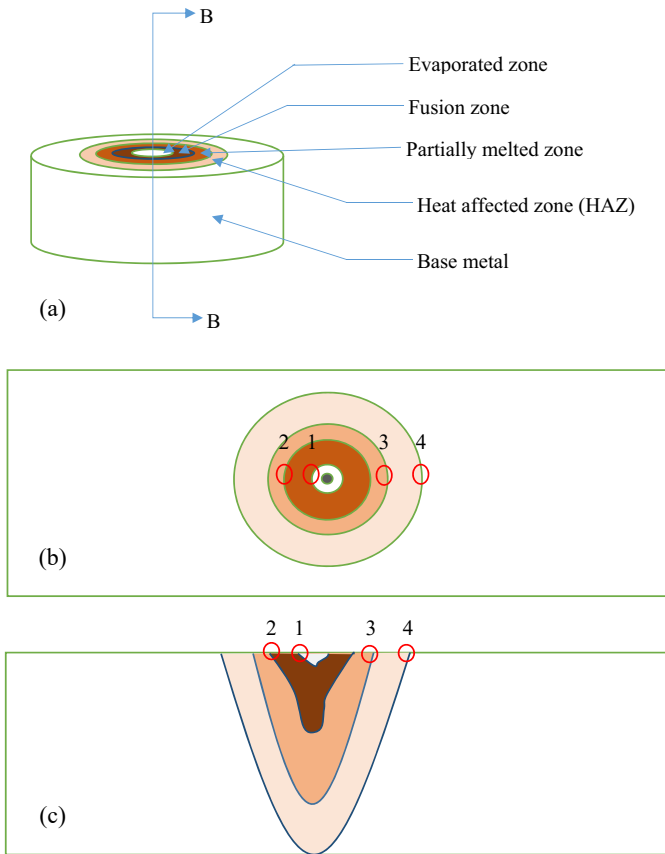 B
Evaporated zone
Fusion zone
Partially melted zone
Heat affected zone (HAZ)
Base metal
(a)
B
2 1 3 4
(b)
2 1 3 4
(c)